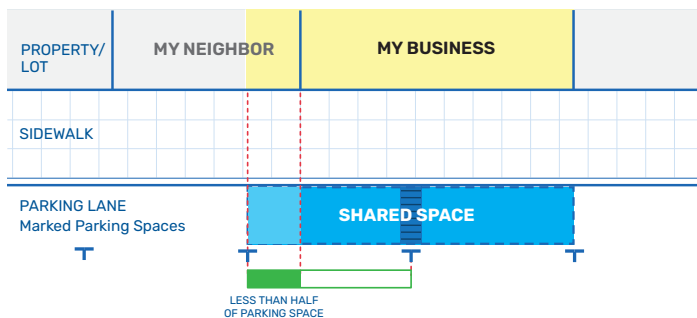 PROPERTY/
LOT
MY NEIGHBOR
MY BUSINESS
SIDEWALK
PARKING LANE
Marked Parking Spaces
SHARED SPACE
LESS THAN HALF
OF PARKING SPACE